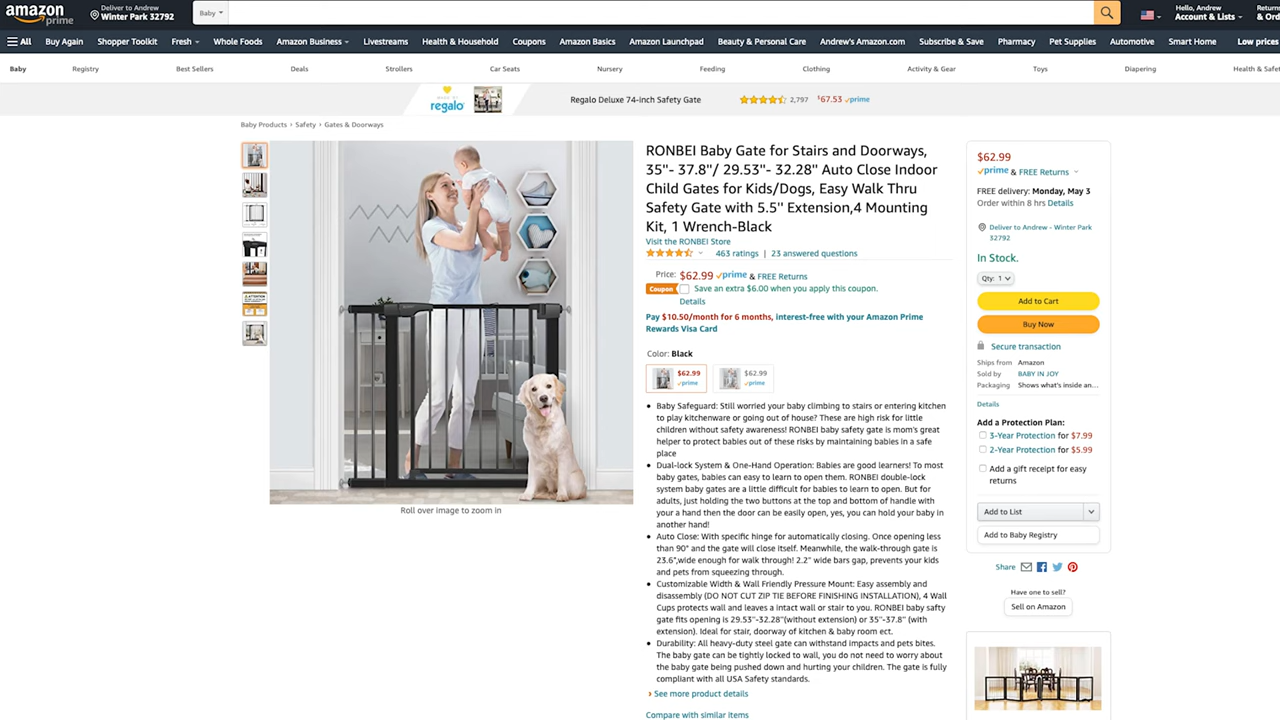 amazon
prime
Deliver to Andrew
Winter Park 32792
Baby
Hello, Andrew
Account & Lists
Returns
& Ord
All
Buy Again
Shopper Toolkit
Fresh
Whole Foods
Amazon Business
Livestreams
Health & Household
Coupons
Amazon Basics
Amazon Launchpad
Beauty & Personal Care
Andrew's Amazon.com
Subscribe & Save
Pharmacy
Pet Supplies
Automotive
Smart Home
Low prices
Baby
Registry
Best Sellers
Deals
Strollers
Car Seats
Nursery
Feeding
Clothing
Activity & Gear
Toys
Diapering
Health & Safet
regalo
Regalo Deluxe 74-inch Safety Gate
2,797
$67.53 prime
Baby Products › Safety › Gates & Doorways
Roll over image to zoom in
RONBEI Baby Gate for Stairs and Doorways,
35"- 37.8"/ 29.53"- 32.28" Auto Close Indoor
Child Gates for Kids/Dogs, Easy Walk Thru
Safety Gate with 5.5" Extension,4 Mounting
Kit, 1 Wrench-Black
Visit the RONBEI Store
463 ratings | 23 answered questions
Price: $62.99 prime & FREE Returns
Coupon Save an extra $6.00 when you apply this coupon.
Details
Pay $10.50/month for 6 months, interest-free with your Amazon Prime
Rewards Visa Card
Color: Black
$62.99
prime
$62.99
prime
• Baby Safeguard: Still worried your baby climbing to stairs or entering kitchen
to play kitchenware or going out of house? These are high risk for little
children without safety awareness! RONBEI baby safety gate is mom's great
helper to protect babies out of these risks by maintaining babies in a safe
place
• Dual-lock System & One-Hand Operation: Babies are good learners! To most
baby gates, babies can easy to learn to open them. RONBEI double-lock
system baby gates are a little difficult for babies to learn to open. But for
adults, just holding the two buttons at the top and bottom of handle with
your a hand then the door can be easily open, yes, you can hold your baby in
another hand!
• Auto Close: With specific hinge for automatically closing. Once opening less
than 90° and the gate will close itself. Meanwhile, the walk-through gate is
23.6",wide enough for walk through! 2.2" wide bars gap, prevents your kids
and pets from squeezing through.
• Customizable Width & Wall Friendly Pressure Mount: Easy assembly and
disassembly (DO NOT CUT ZIP TIE BEFORE FINISHING INSTALLATION), 4 Wall
Cups protects wall and leaves a intact wall or stair to you. RONBEI baby safty
gate fits opening is 29.53"-32.28"(without extension) or 35"-37.8" (with
extension). Ideal for stair, doorway of kitchen & baby room ect.
• Durability: All heavy-duty steel gate can withstand impacts and pets bites.
The baby gate can be tightly locked to wall, you do not need to worry about
the baby gate being pushed down and hurting your children. The gate is fully
compliant with all USA Safety standards.
› See more product details
Compare with similar items
$62.99
prime & FREE Returns
FREE delivery: Monday, May 3
Order within 8 hrs Details
Deliver to Andrew - Winter Park
32792
In Stock.
Qty: 1
Add to Cart
Buy Now
Secure transaction
Ships from Amazon
Sold by BABY IN JOY
Packaging Shows what's inside an...
Details
Add a Protection Plan:
3-Year Protection for $7.99
2-Year Protection for $5.99
Add a gift receipt for easy
returns
Add to List
Add to Baby Registry
Share
Have one to sell?
Sell on Amazon